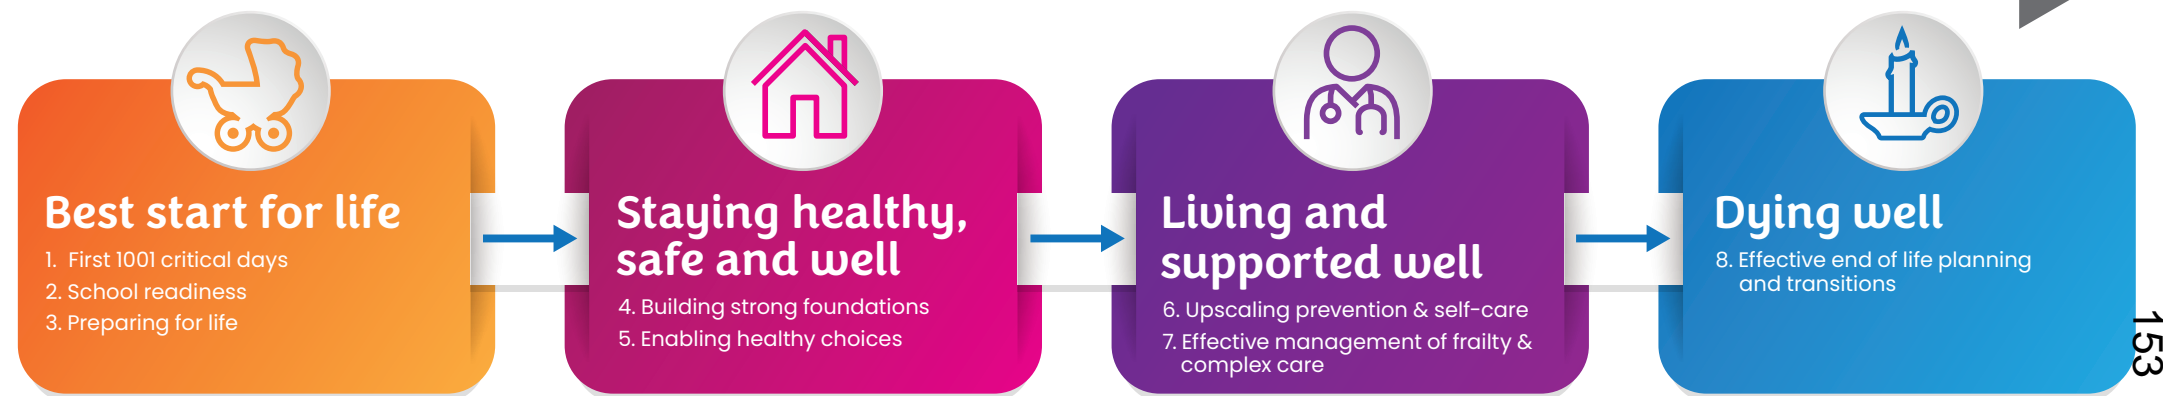 Best start for life
1. First 1001 critical days
2. School readiness
3. Preparing for life
Staying healthy,
safe and well
4. Building strong foundations
5. Enabling healthy choices
Living and
supported well
6. Upscaling prevention & self-care
7. Effective management of frailty &
complex care
Dying well
8. Effective end of life planning
and transitions
153